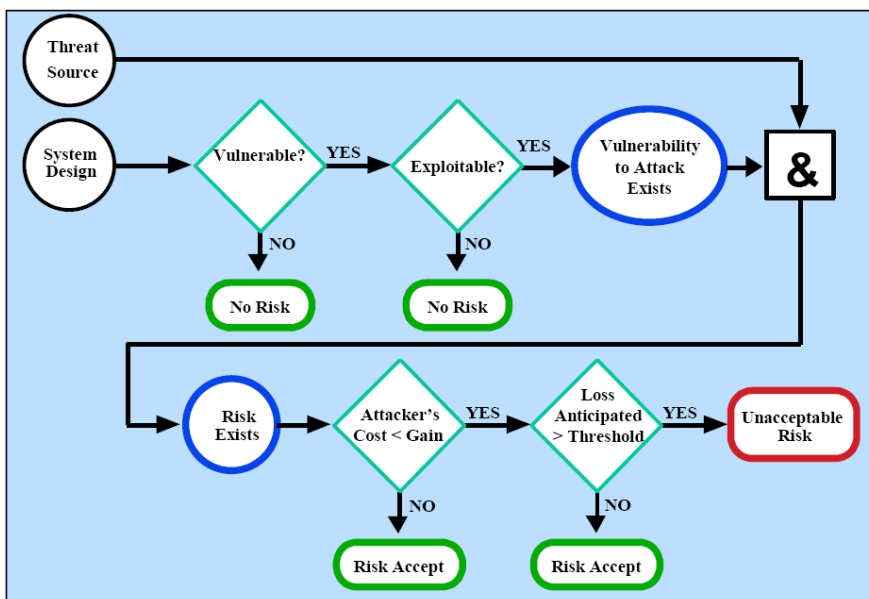 Threat
Source
System
Design
Vulnerable?
YES
NO
No Risk
Exploitable?
YES
NO
No Risk
Vulnerability
to Attack
Exists
&
Risk
Exists
Attacker's
Cost < Gain
YES
NO
Risk Accept
Loss
Anticipated
> Threshold
YES
NO
Risk Accept
Unacceptable
Risk